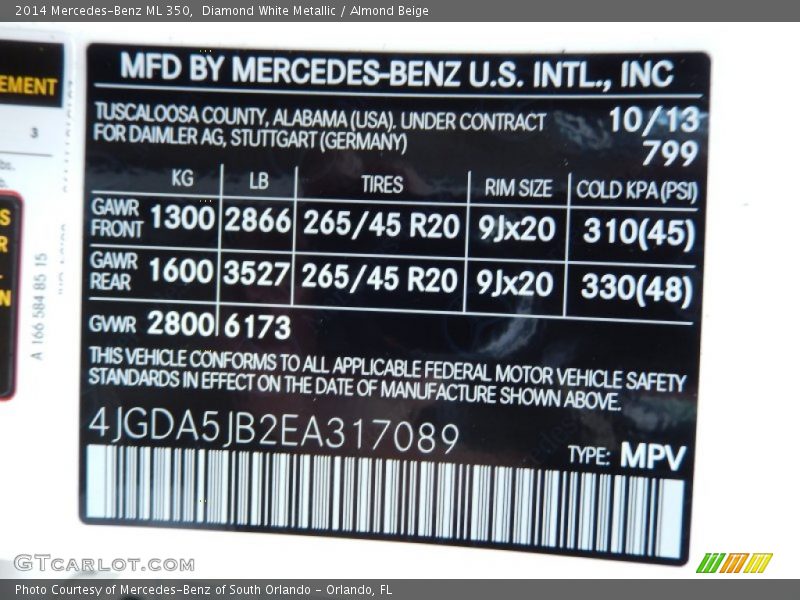 2014 Mercedes-Benz ML 350, Diamond White Metallic / Almond Beige
EMENT
3
bs.
S
R
N
A 166 584 85 15
MFD BY MERCEDES-BENZ U.S. INTL., INC
TUSCALOOSA COUNTY, ALABAMA (USA). UNDER CONTRACT 10/13
FOR DAIMLER AG, STUTTGART (GERMANY) 799
KG LB TIRES RIM SIZE COLD KPA(PSI)
GAWR FRONT 1300 2866 265/45 R20 9Jx20 310(45)
GAWR REAR 1600 3527 265/45 R20 9Jx20 330(48)
GVWR 2800 6173
THIS VEHICLE CONFORMS TO ALL APPLICABLE FEDERAL MOTOR VEHICLE SAFETY
STANDARDS IN EFFECT ON THE DATE OF MANUFACTURE SHOWN ABOVE.
4JGDA5JB2EA317089
TYPE: MPV
GTCARLOT.COM
Photo Courtesy of Mercedes-Benz of South Orlando - Orlando, FL